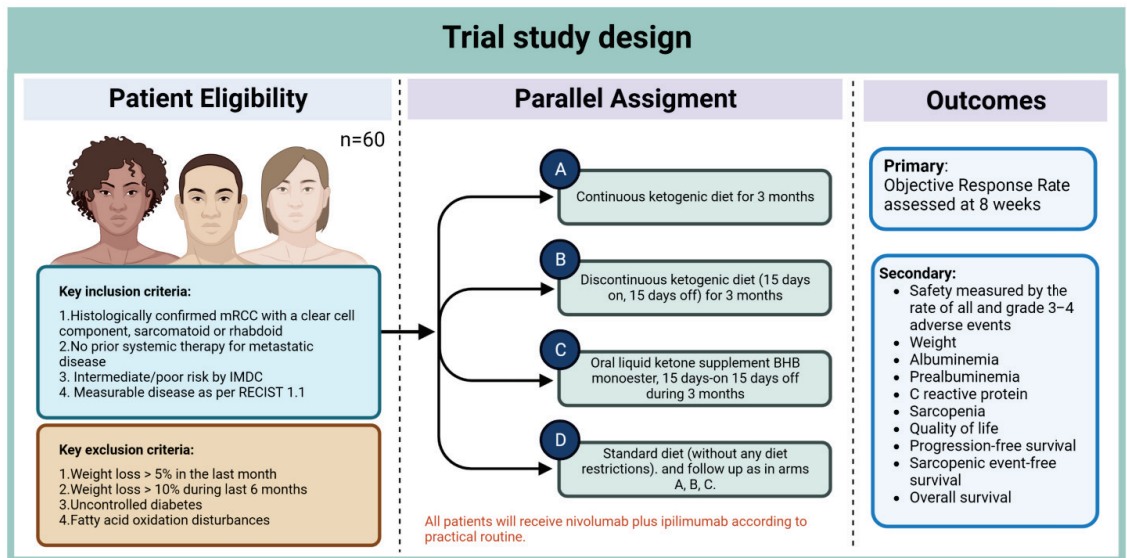 Trial study design
Patient Eligibility
n=60
Key inclusion criteria:
1.Histologically confirmed mRCC with a clear cell
component, sarcomatoid or rhabdoid
2.No prior systemic therapy for metastatic
disease
3. Intermediate/poor risk by IMDC
4. Measurable disease as per RECIST 1.1
Key exclusion criteria:
1.Weight loss > 5% in the last month
2.Weight loss > 10% during last 6 months
3.Uncontrolled diabetes
4.Fatty acid oxidation disturbances
Parallel Assigment
A
Continuous ketogenic diet for 3 months
B
Discontinuous ketogenic diet (15 days
on, 15 days off) for 3 months
C
Oral liquid ketone supplement BHB
monoester, 15 days-on 15 days off
during 3 months
D
Standard diet (without any diet
restrictions). and follow up as in arms
A, B, C.
All patients will receive nivolumab plus ipilimumab according to
practical routine.
Outcomes
Primary:
Objective Response Rate
assessed at 8 weeks
Secondary:
• Safety measured by the
rate of all and grade 3–4
adverse events
• Weight
• Albuminemia
• Prealbuminemia
• C reactive protein
• Sarcopenia
• Quality of life
• Progression-free survival
• Sarcopenic event-free
survival
• Overall survival